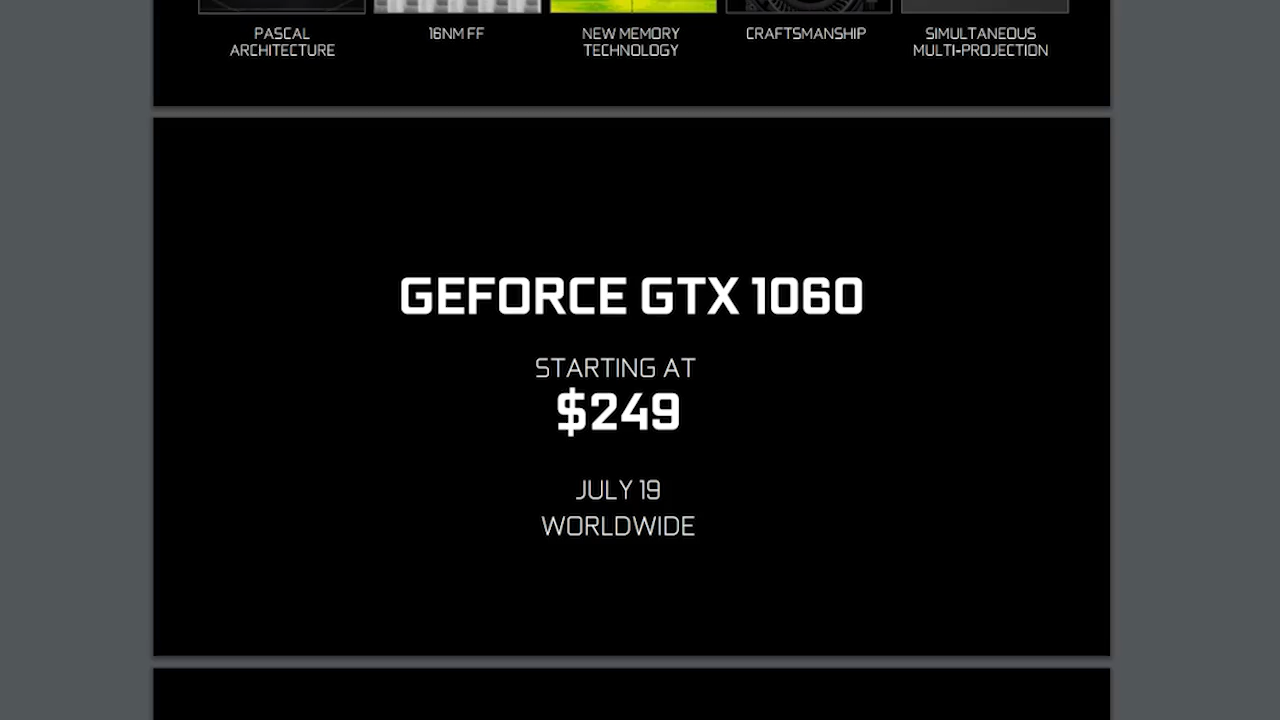 PASCAL
ARCHITECTURE
16NM FF
NEW MEMORY
TECHNOLOGY
CRAFTSMANSHIP
SIMULTANEOUS
MULTI-PROJECTION
GEFORCE GTX 1060
STARTING AT
$249
JULY 19
WORLDWIDE